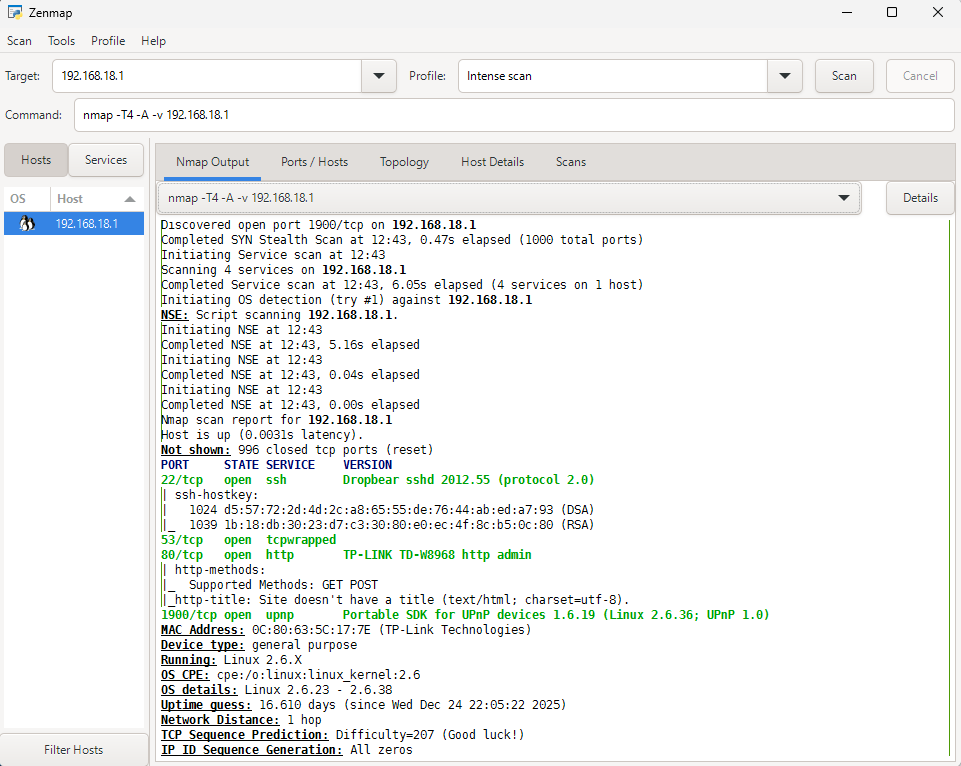 Zenmap
Scan Tools Profile Help
Target: 192.168.18.1 Profile: Intense scan Scan Cancel
Command: nmap -T4 -A -v 192.168.18.1
Hosts Services
Nmap Output Ports / Hosts Topology Host Details Scans
OS Host
nmap -T4 -A -v 192.168.18.1 Details
192.168.18.1
Discovered open port 1900/tcp on 192.168.18.1
Completed SYN Stealth Scan at 12:43, 0.47s elapsed (1000 total ports)
Initiating Service scan at 12:43
Scanning 4 services on 192.168.18.1
Completed Service scan at 12:43, 6.05s elapsed (4 services on 1 host)
Initiating OS detection (try #1) against 192.168.18.1
NSE: Script scanning 192.168.18.1.
Initiating NSE at 12:43
Completed NSE at 12:43, 5.16s elapsed
Initiating NSE at 12:43
Completed NSE at 12:43, 0.04s elapsed
Initiating NSE at 12:43
Completed NSE at 12:43, 0.00s elapsed
Nmap scan report for 192.168.18.1
Host is up (0.0031s latency).
Not shown: 996 closed tcp ports (reset)
PORT     STATE SERVICE    VERSION
22/tcp   open  ssh        Dropbear sshd 2012.55 (protocol 2.0)
| ssh-hostkey:
|   1024 d5:57:72:2d:4d:2c:a8:65:55:de:76:44:ab:ed:a7:93 (DSA)
|_  1039 1b:18:db:30:23:d7:c3:30:80:e0:ec:4f:8c:b5:0c:80 (RSA)
53/tcp   open  tcpwrapped
80/tcp   open  http       TP-LINK TD-W8968 http admin
| http-methods:
|_  Supported Methods: GET POST
|_http-title: Site doesn't have a title (text/html; charset=utf-8).
1900/tcp open  upnp       Portable SDK for UPnP devices 1.6.19 (Linux 2.6.36; UPnP 1.0)
MAC Address: 0C:80:63:5C:17:7E (TP-Link Technologies)
Device type: general purpose
Running: Linux 2.6.X
OS CPE: cpe:/o:linux:linux_kernel:2.6
OS details: Linux 2.6.23 - 2.6.38
Uptime guess: 16.610 days (since Wed Dec 24 22:05:22 2025)
Network Distance: 1 hop
TCP Sequence Prediction: Difficulty=207 (Good luck!)
IP ID Sequence Generation: All zeros
Filter Hosts